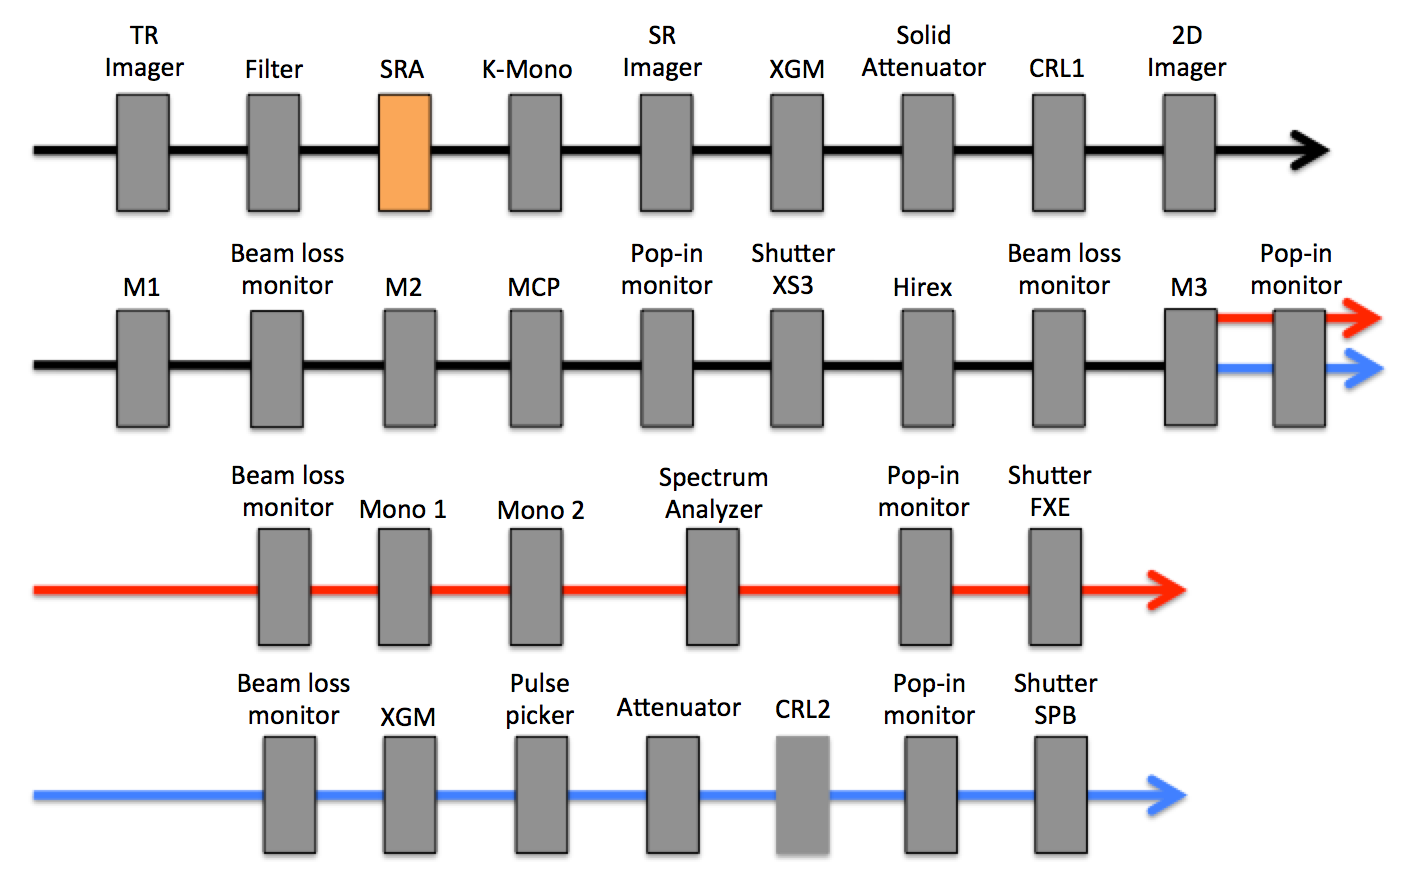 TR
Imager
Filter
SRA
K-Mono
SR
Imager
XGM
Solid
Attenuator
CRL1
2D
Imager
M1
Beam loss
monitor
M2
MCP
Pop-in
monitor
Shutter
XS3
Hirex
Beam loss
monitor
M3
Pop-in
monitor
Beam loss
monitor
Mono 1
Mono 2
Spectrum
Analyzer
Pop-in
monitor
Shutter
FXE
Beam loss
monitor
XGM
Pulse
picker
Attenuator
CRL2
Pop-in
monitor
Shutter
SPB